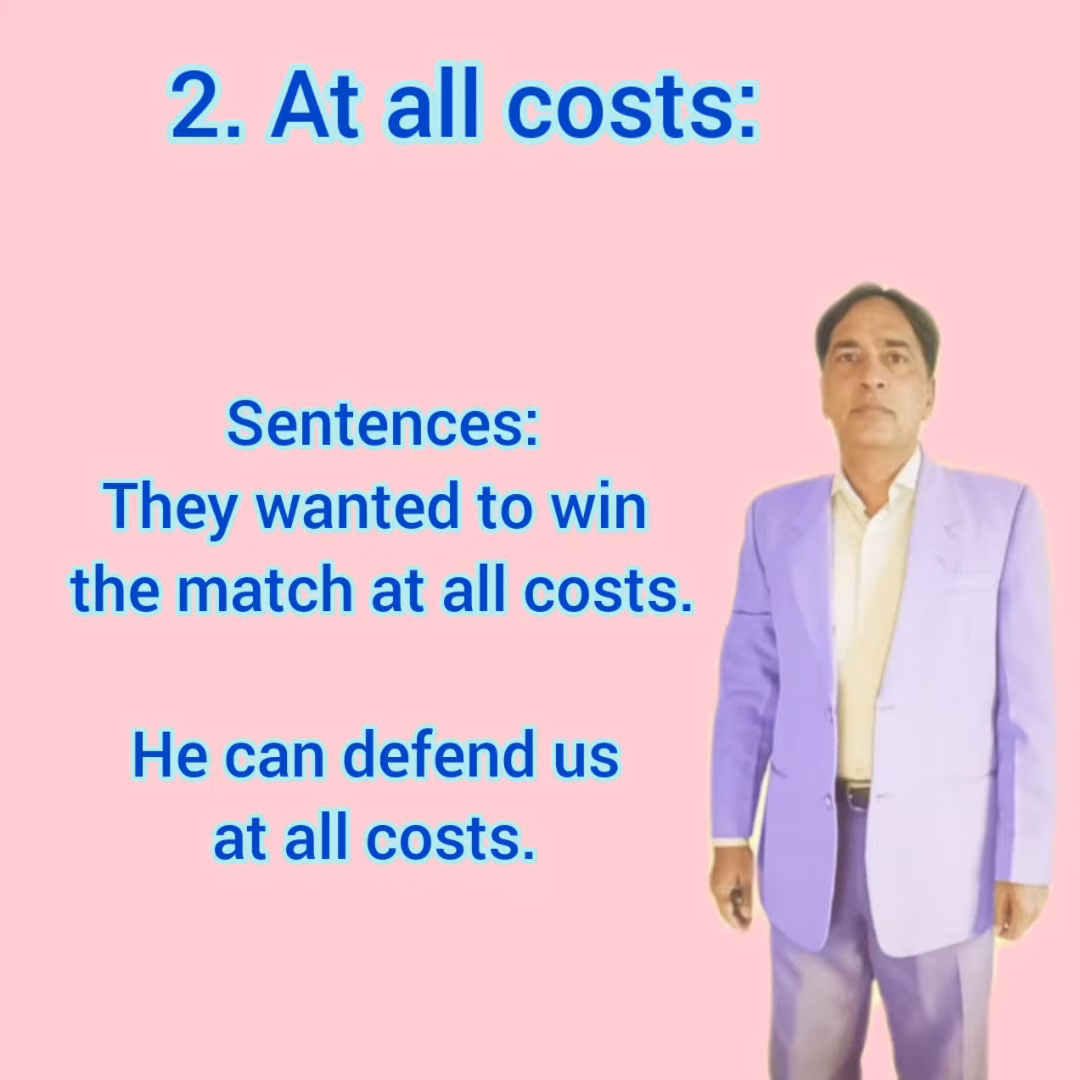 2. At all costs:
Sentences:
They wanted to win
the match at all costs.
He can defend us
at all costs.